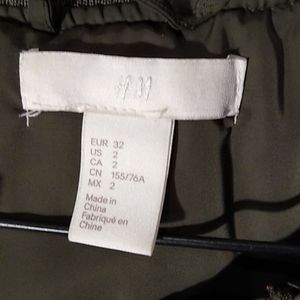 H&M
EUR 32
US 2
CA 2
CN 155/76A
MX 2
Made in
China
Fabriqué en
Chine